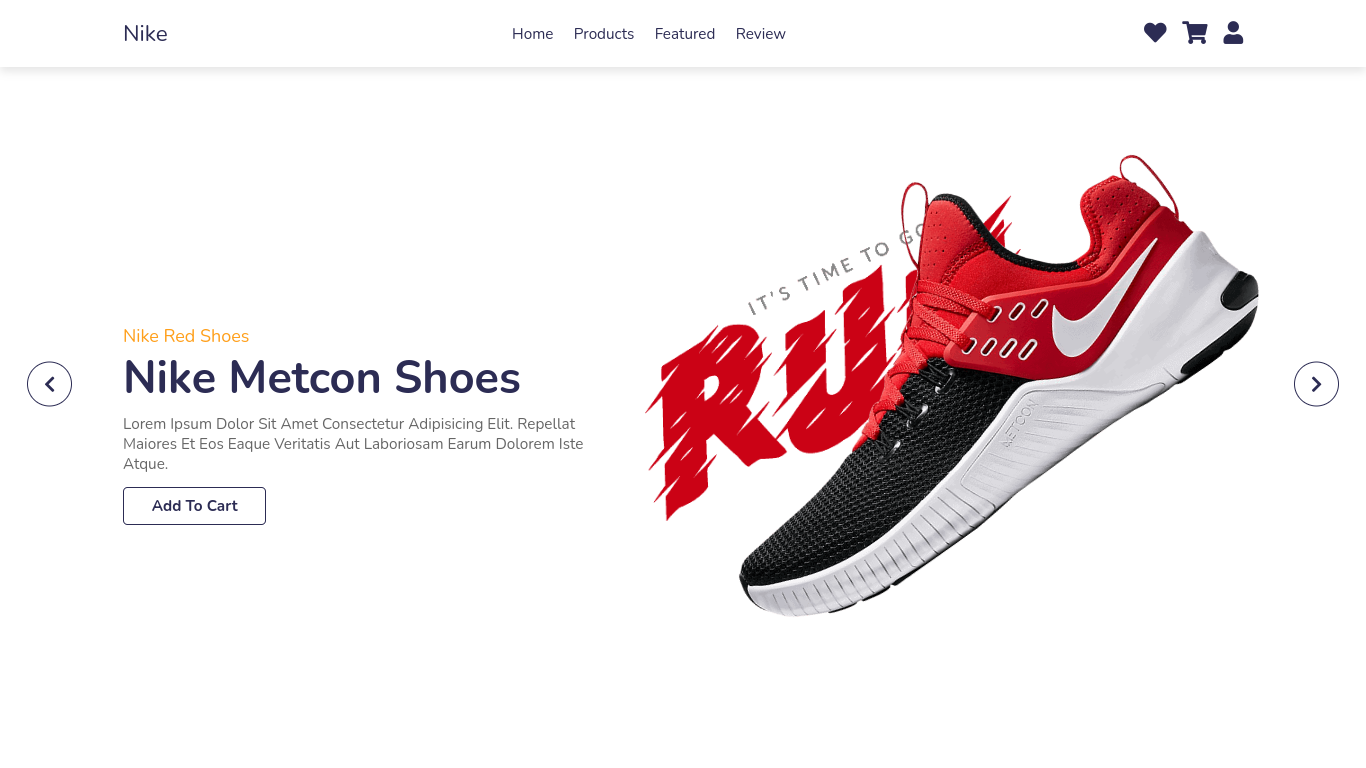 Nike
Home Products Featured Review
IT'S TIME TO GO
RU
Nike Red Shoes
Nike Metcon Shoes
Lorem Ipsum Dolor Sit Amet Consectetur Adipisicing Elit. Repellat
Maiores Et Eos Eaque Veritatis Aut Laboriosam Earum Dolorem Iste
Atque.
Add To Cart
METCON